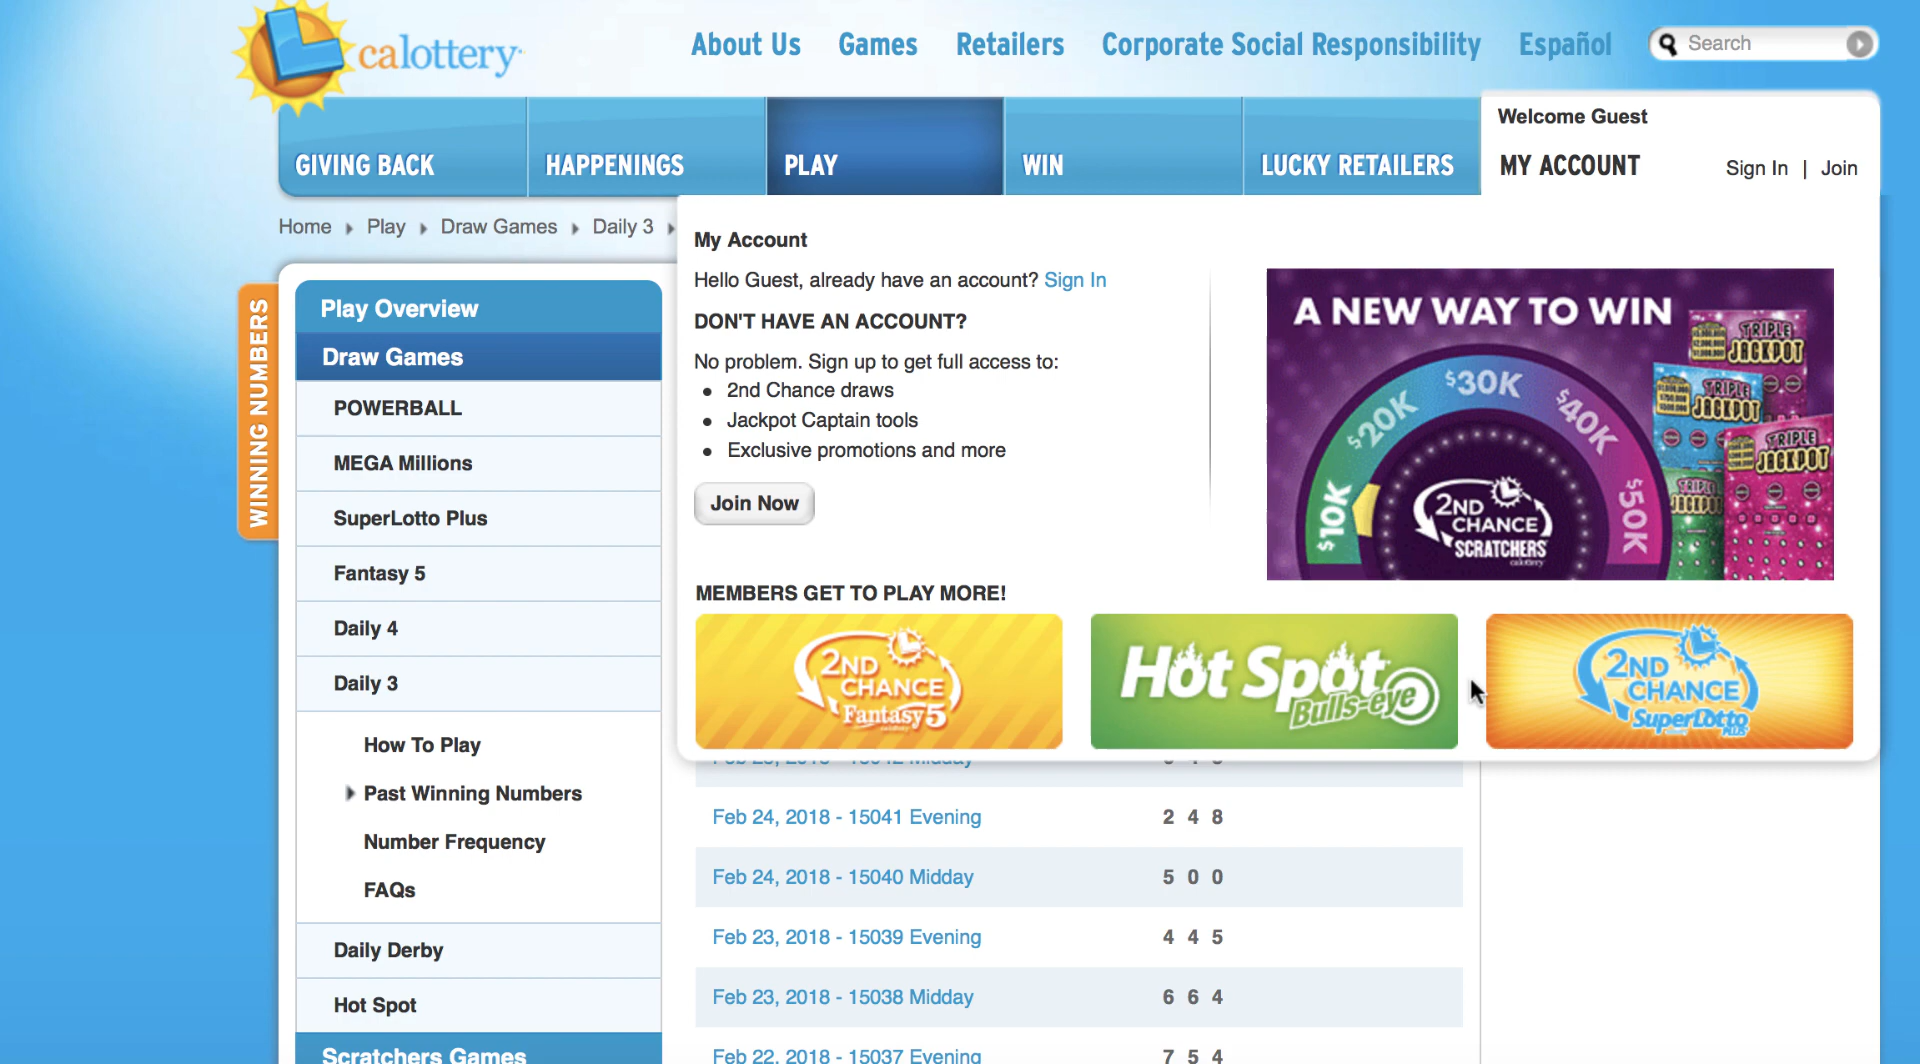 calottery
About Us Games Retailers Corporate Social Responsibility Español Search
Welcome Guest
GIVING BACK HAPPENINGS PLAY WIN LUCKY RETAILERS MY ACCOUNT Sign In | Join
Home Play Draw Games Daily 3
WINNING NUMBERS
Play Overview
Draw Games
POWERBALL
MEGA Millions
SuperLotto Plus
Fantasy 5
Daily 4
Daily 3
How To Play
Past Winning Numbers
Number Frequency
FAQs
Daily Derby
Hot Spot
Scratchers Games
My Account
Hello Guest, already have an account? Sign In
DON'T HAVE AN ACCOUNT?
No problem. Sign up to get full access to:
2nd Chance draws
Jackpot Captain tools
Exclusive promotions and more
Join Now
A NEW WAY TO WIN
$10K $20K $30K $40K $50K
2ND
CHANCE
SCRATCHERS
calottery
TRIPLE
JACKPOT
TRIPLE
JACKPOT
TRIPLE
JACKPOT
TRIPLE
JACKPOT
MEMBERS GET TO PLAY MORE!
2ND
CHANCE
Fantasy 5
Hot Spot
Bulls-eye
2ND
CHANCE
SuperLotto
PLUS
Feb 24, 2018 - 15041 Evening 2 4 8
Feb 24, 2018 - 15040 Midday 5 0 0
Feb 23, 2018 - 15039 Evening 4 4 5
Feb 23, 2018 - 15038 Midday 6 6 4
Feb 22, 2018 - 15037 Evening 7 5 4